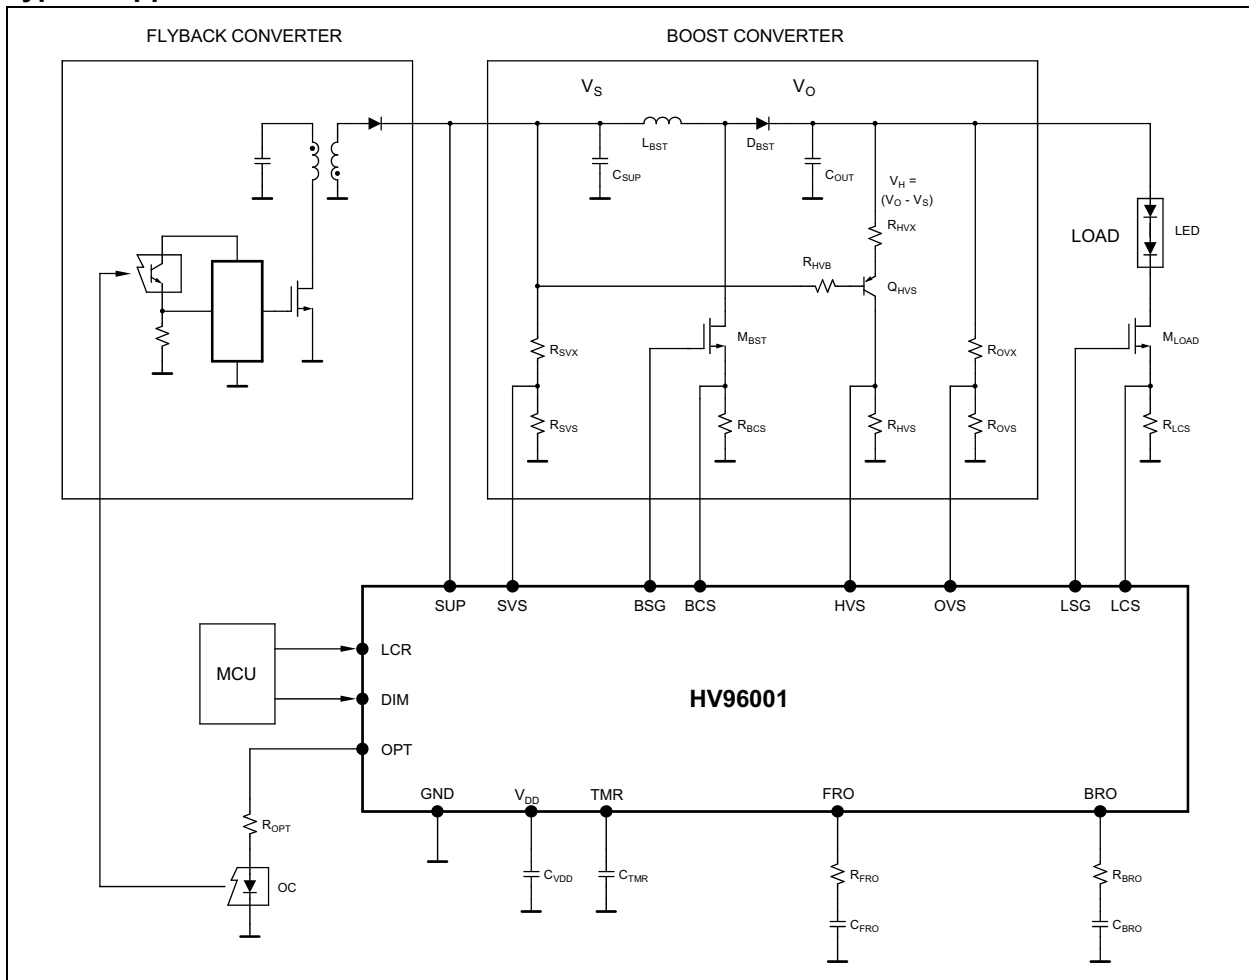 FLYBACK CONVERTER
BOOST CONVERTER
VS
VO
LBST
DBST
CSUP
COUT
VH =
(VO - VS)
RHVX
LOAD
LED
RHVB
QHVS
MBST
MLOAD
RSVX
ROVX
RSVS
RBCS
RHVS
ROVS
RLCS
SUP
SVS
BSG
BCS
HVS
OVS
LSG
LCS
MCU
LCR
DIM
HV96001
OPT
GND
VDD
TMR
FRO
BRO
ROPT
OC
CVDD
CTMR
RFRO
RBRO
CFRO
CBRO